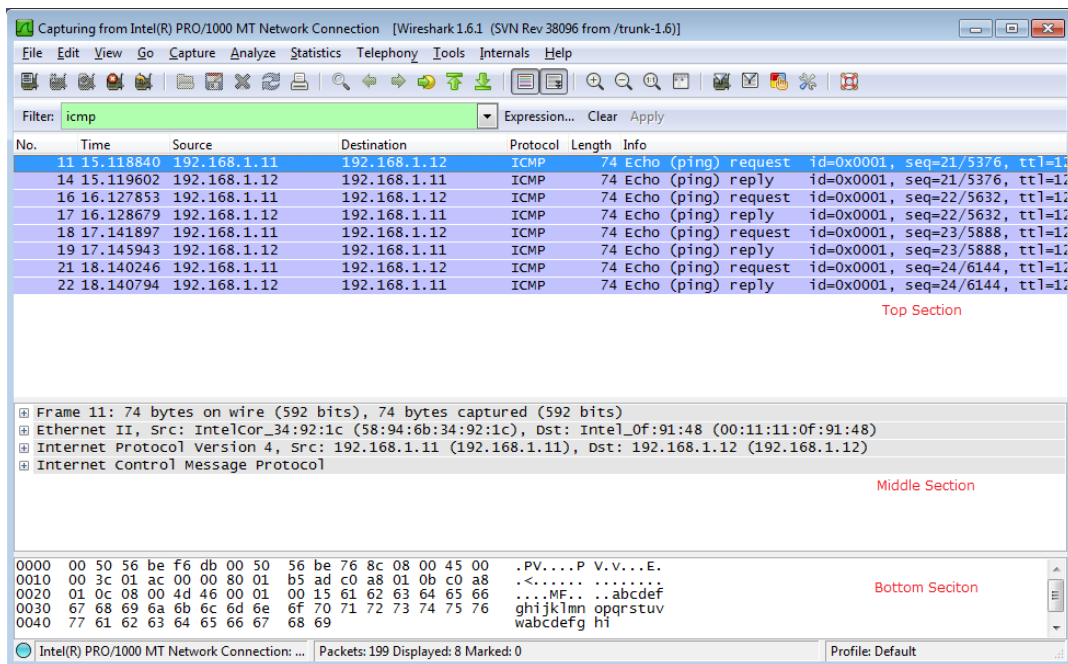 Capturing from Intel(R) PRO/1000 MT Network Connection [Wireshark 1.6.1 (SVN Rev 38096 from /trunk-1.6)]
File Edit View Go Capture Analyze Statistics Telephony Tools Internals Help
Filter: icmp Expression... Clear Apply
No. Time Source Destination Protocol Length Info
11 15.118840 192.168.1.11 192.168.1.12 ICMP 74 Echo (ping) request id=0x0001, seq=21/5376, ttl=12
14 15.119602 192.168.1.12 192.168.1.11 ICMP 74 Echo (ping) reply id=0x0001, seq=21/5376, ttl=12
16 16.127853 192.168.1.11 192.168.1.12 ICMP 74 Echo (ping) request id=0x0001, seq=22/5632, ttl=12
17 16.128679 192.168.1.12 192.168.1.11 ICMP 74 Echo (ping) reply id=0x0001, seq=22/5632, ttl=12
18 17.141897 192.168.1.11 192.168.1.12 ICMP 74 Echo (ping) request id=0x0001, seq=23/5888, ttl=12
19 17.145943 192.168.1.12 192.168.1.11 ICMP 74 Echo (ping) reply id=0x0001, seq=23/5888, ttl=12
21 18.140246 192.168.1.11 192.168.1.12 ICMP 74 Echo (ping) request id=0x0001, seq=24/6144, ttl=12
22 18.140794 192.168.1.12 192.168.1.11 ICMP 74 Echo (ping) reply id=0x0001, seq=24/6144, ttl=12
Top Section
Frame 11: 74 bytes on wire (592 bits), 74 bytes captured (592 bits)
Ethernet II, Src: IntelCor_34:92:1c (58:94:6b:34:92:1c), Dst: Intel_0f:91:48 (00:11:11:0f:91:48)
Internet Protocol Version 4, Src: 192.168.1.11 (192.168.1.11), Dst: 192.168.1.12 (192.168.1.12)
Internet Control Message Protocol
Middle Section
0000 00 50 56 be f6 db 00 50 56 be 76 8c 08 00 45 00 .PV....P V.v...E.
0010 00 3c 01 ac 00 00 80 01 b5 ad c0 a8 01 0b c0 a8 .<...... ........
0020 01 0c 08 00 4d 46 00 01 00 15 61 62 63 64 65 66 ....MF.. ..abcdef
0030 67 68 69 6a 6b 6c 6d 6e 6f 70 71 72 73 74 75 76 ghijklmn opqrstuv
0040 77 61 62 63 64 65 66 67 68 69 wabcdefg hi
Bottom Seciton
Intel(R) PRO/1000 MT Network Connection: ... Packets: 199 Displayed: 8 Marked: 0 Profile: Default